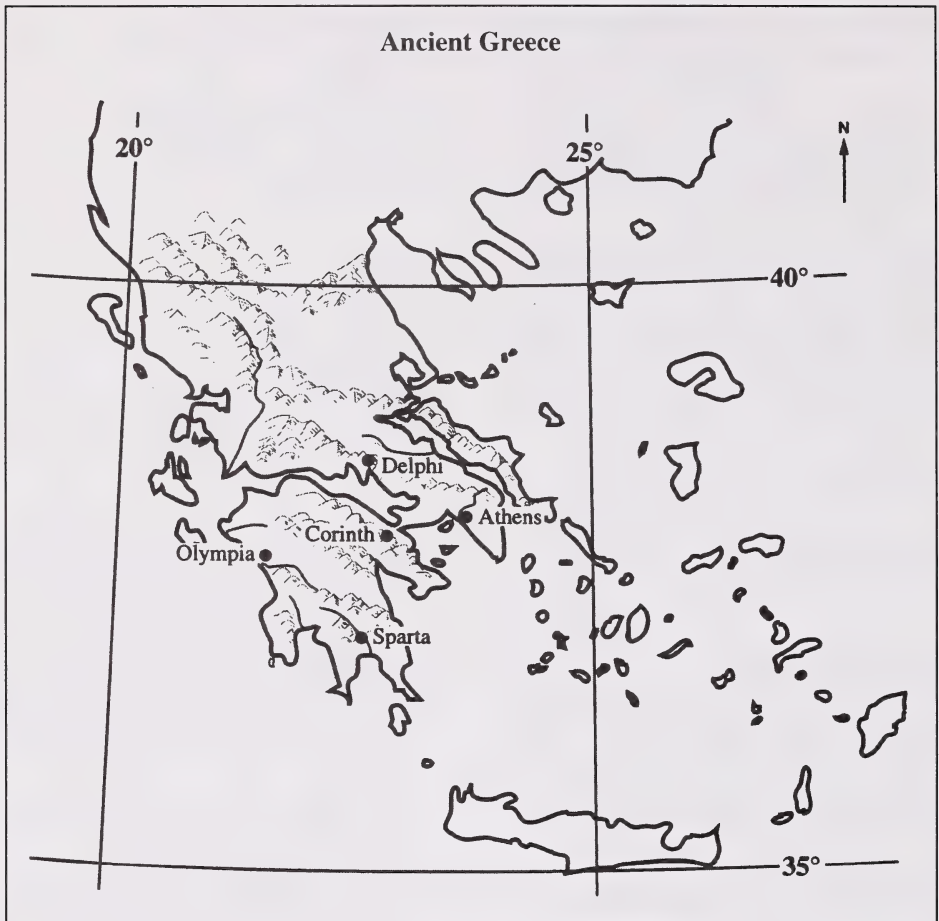 Ancient Greece
N
20°
25°
40°
Delphi
Athens
Corinth
Olympia
Sparta
35°